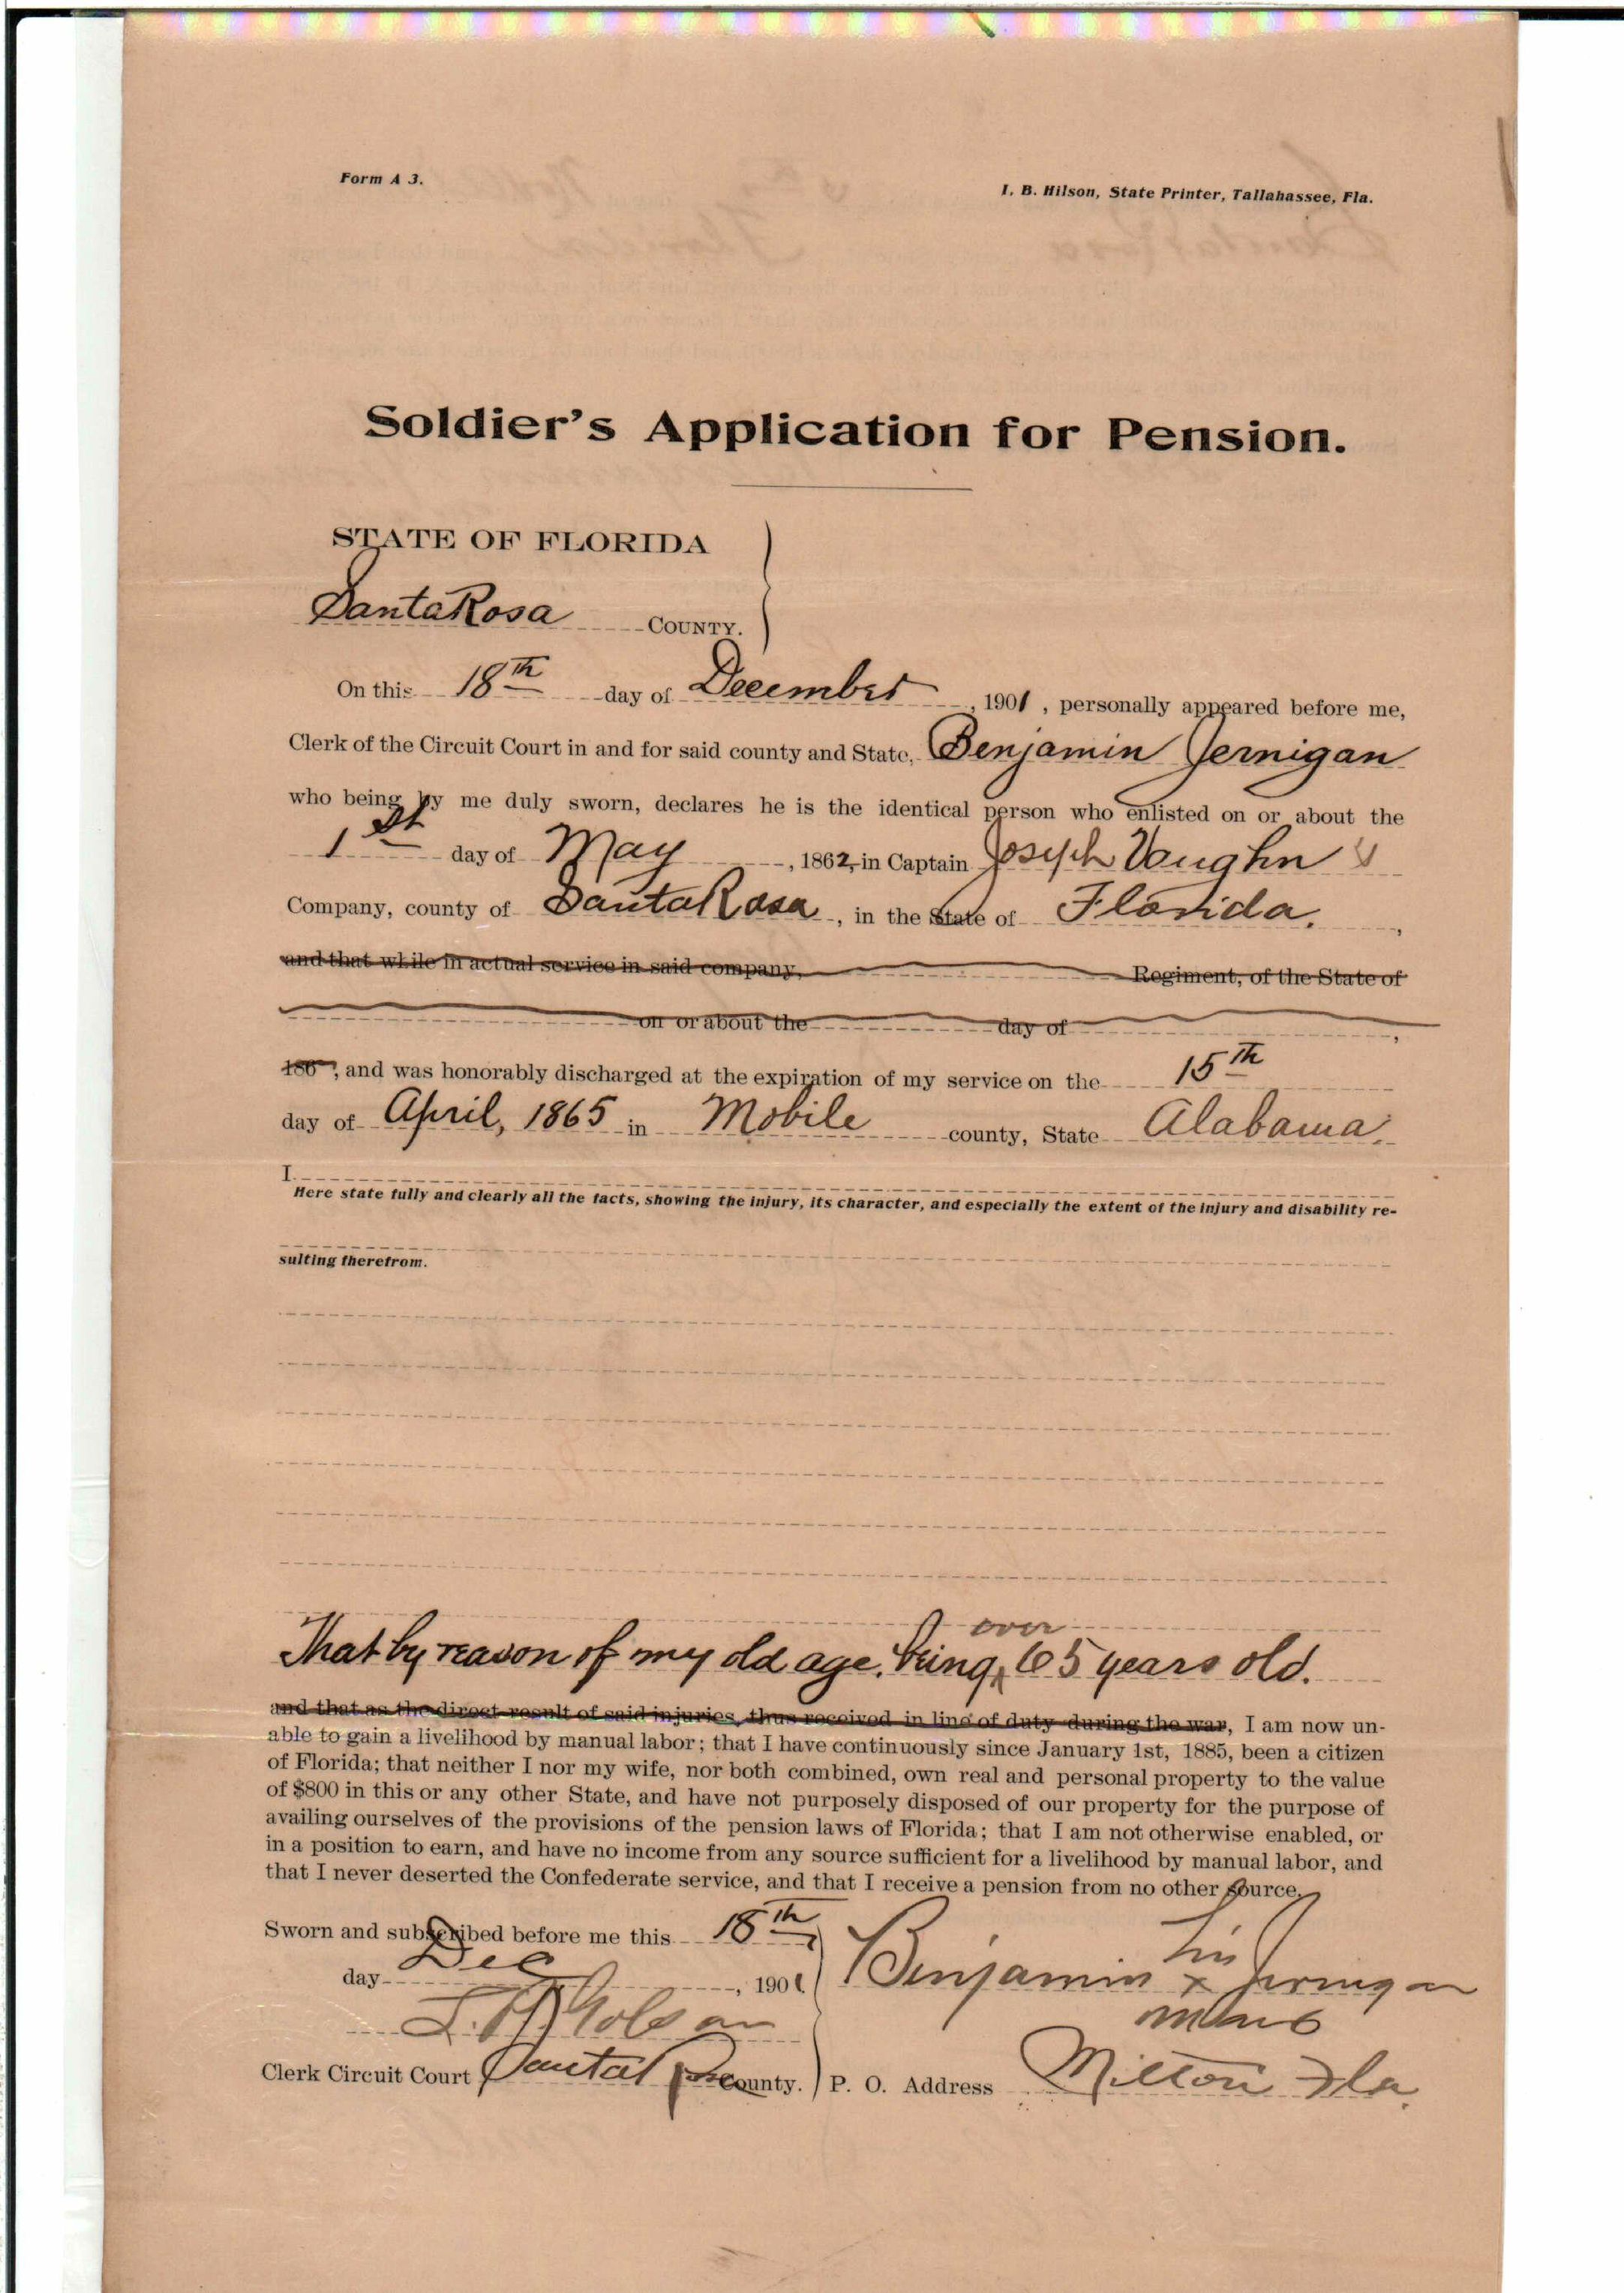 Form A 3.
I. B. Hilson, State Printer, Tallahassee, Fla.
Soldier's Application for Pension.
STATE OF FLORIDA
Santa Rosa COUNTY.
On this 18th day of December, 1901, personally appeared before me,
Clerk of the Circuit Court in and for said county and State, Benjamin Jernigan
who being by me duly sworn, declares he is the identical person who enlisted on or about the
1st day of May, 1862, in Captain Joseph Vaughn
Company, county of Santa Rosa, in the State of Florida.,
and that while in actual service in said company, Regiment, of the State of
on or about the day of ,
186 , and was honorably discharged at the expiration of my service on the 15th
day of April, 1865 in Mobile county, State Alabama.
I
Here state fully and clearly all the facts, showing the injury, its character, and especially the extent of the injury and disability re-
sulting therefrom.
over
That by reason of my old age. being 65 years old.
and that as the direct result of said injuries, thus received in line of duty during the war, I am now un-
able to gain a livelihood by manual labor; that I have continuously since January 1st, 1885, been a citizen
of Florida; that neither I nor my wife, nor both combined, own real and personal property to the value
of $800 in this or any other State, and have not purposely disposed of our property for the purpose of
availing ourselves of the provisions of the pension laws of Florida; that I am not otherwise enabled, or
in a position to earn, and have no income from any source sufficient for a livelihood by manual labor, and
that I never deserted the Confederate service, and that I receive a pension from no other source.
Sworn and subscribed before me this 18th
his
day Dec, 1901 Benjamin x Jernigan
mark
Clerk Circuit Court Santa Rosa County. P. O. Address Milton Fla.